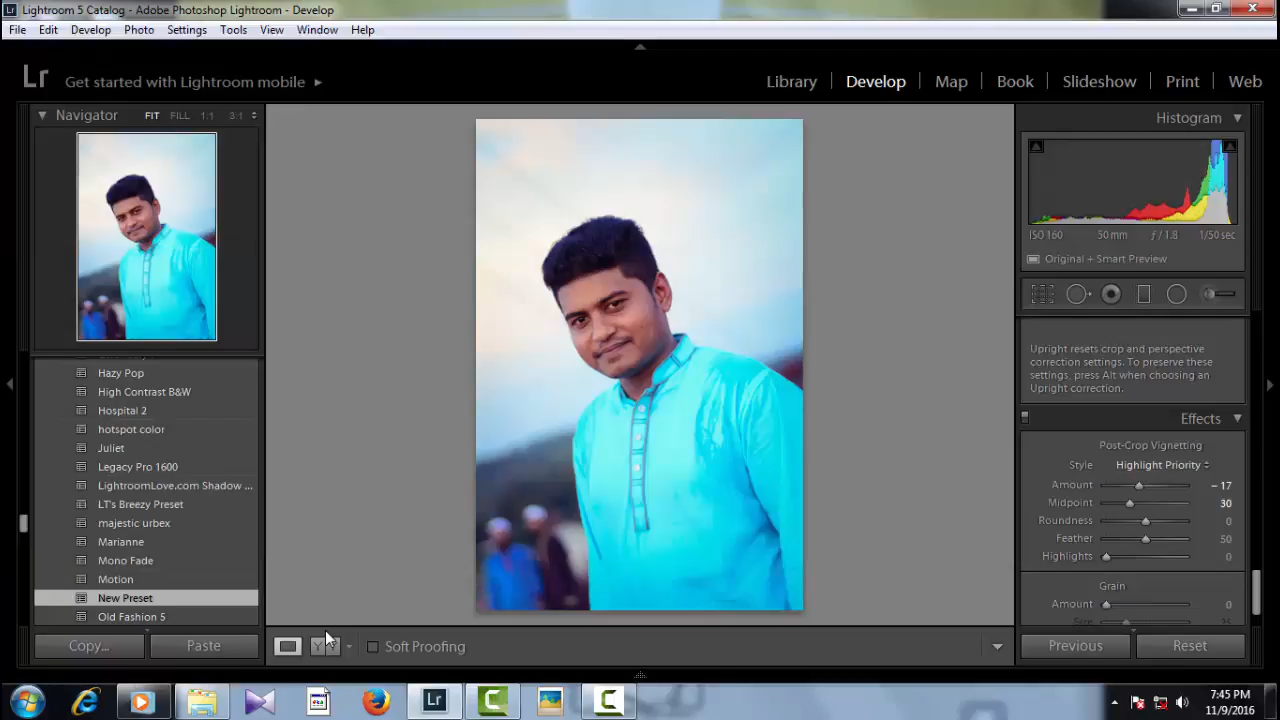 Lightroom 5 Catalog - Adobe Photoshop Lightroom - Develop
File Edit Develop Photo Settings Tools View Window Help
Lr Get started with Lightroom mobile
Library Develop Map Book Slideshow Print Web
Navigator FIT FILL 1:1 3:1
Histogram
ISO 160 50 mm ƒ / 1.8 1/50 sec
Original + Smart Preview
Upright resets crop and perspective
correction settings. To preserve these
settings, press Alt when choosing an
Upright correction.
Effects
Post-Crop Vignetting
Style Highlight Priority
Amount – 17
Midpoint 30
Roundness 0
Feather 50
Highlights 0
Grain
Amount 0
Hazy Pop
High Contrast B&W
Hospital 2
hotspot color
Juliet
Legacy Pro 1600
LightroomLove.com Shadow ...
LT's Breezy Preset
majestic urbex
Marianne
Mono Fade
Motion
New Preset
Old Fashion 5
Copy... Paste
Soft Proofing
Previous Reset
Lr
7:45 PM
11/9/2016